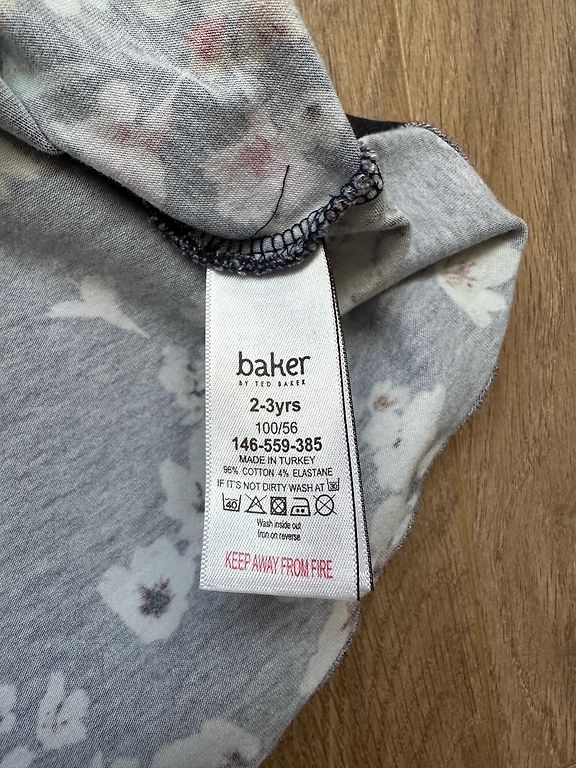 baker
BY TED BAKER
2-3yrs
100/56
146-559-385
MADE IN TURKEY
96% COTTON 4% ELASTANE
IF IT'S NOT DIRTY WASH AT 30
40
Wash inside out
Iron on reverse
KEEP AWAY FROM FIRE